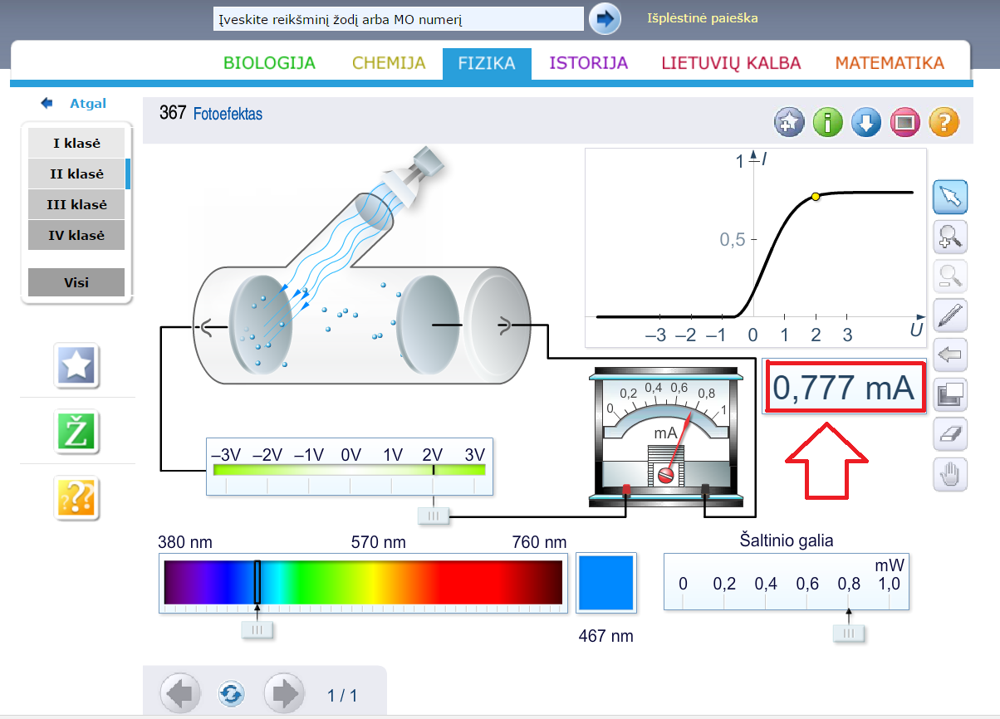 Įveskite reikšminį žodį arba MO numerį
Išplėstinė paieška
BIOLOGIJA CHEMIJA FIZIKA ISTORIJA LIETUVIŲ KALBA MATEMATIKA
Atgal
367 Fotoefektas
I klasė
II klasė
III klasė
IV klasė
Visi
Ž
1 I
0,5
–3 –2 –1 0 1 2 3 U
0 0,2 0,4 0,6 0,8 1
mA
0,777 mA
–3V –2V –1V 0V 1V 2V 3V
380 nm 570 nm 760 nm
467 nm
Šaltinio galia
mW
0 0,2 0,4 0,6 0,8 1,0
1 / 1